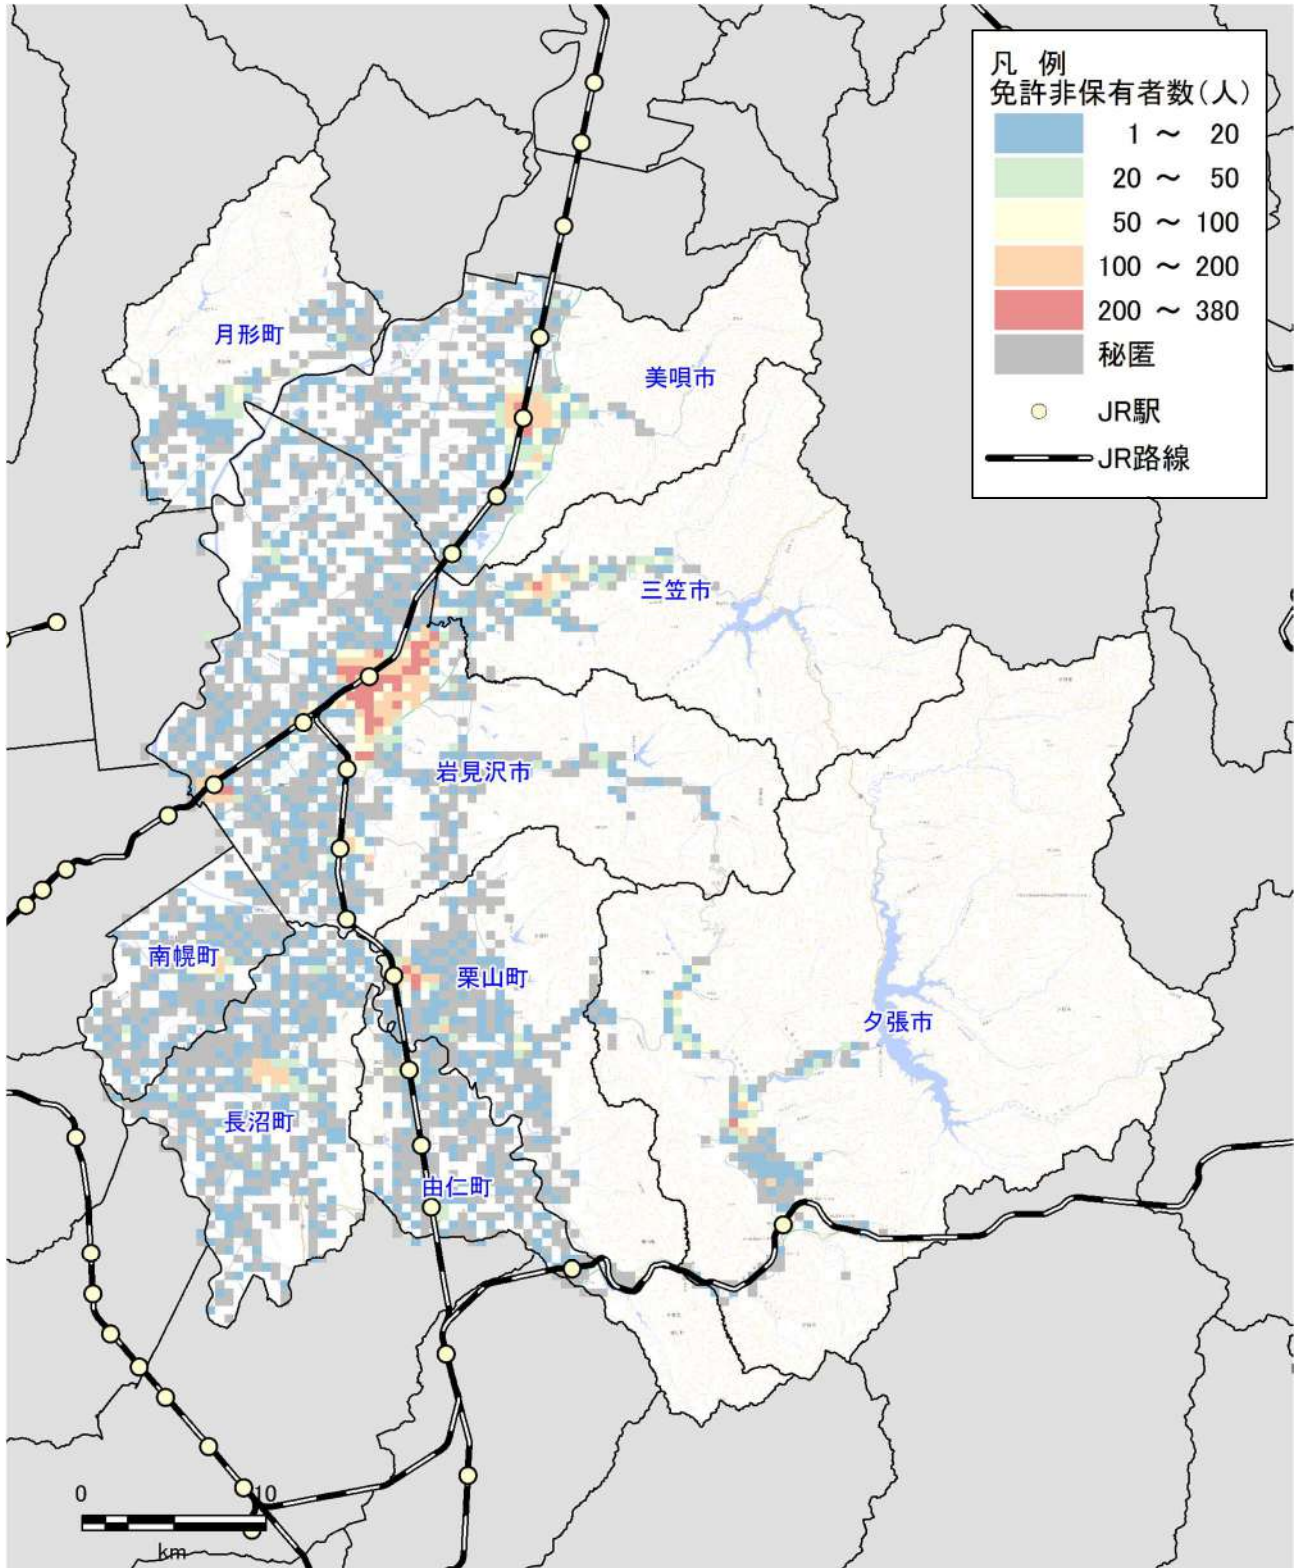 凡 例
免許非保有者数(人)
1 ～ 20
20 ～ 50
50 ～ 100
100 ～ 200
200 ～ 380
秘匿
JR駅
JR路線
月形町
美唄市
三笠市
岩見沢市
南幌町
栗山町
夕張市
長沼町
由仁町
0 10
km